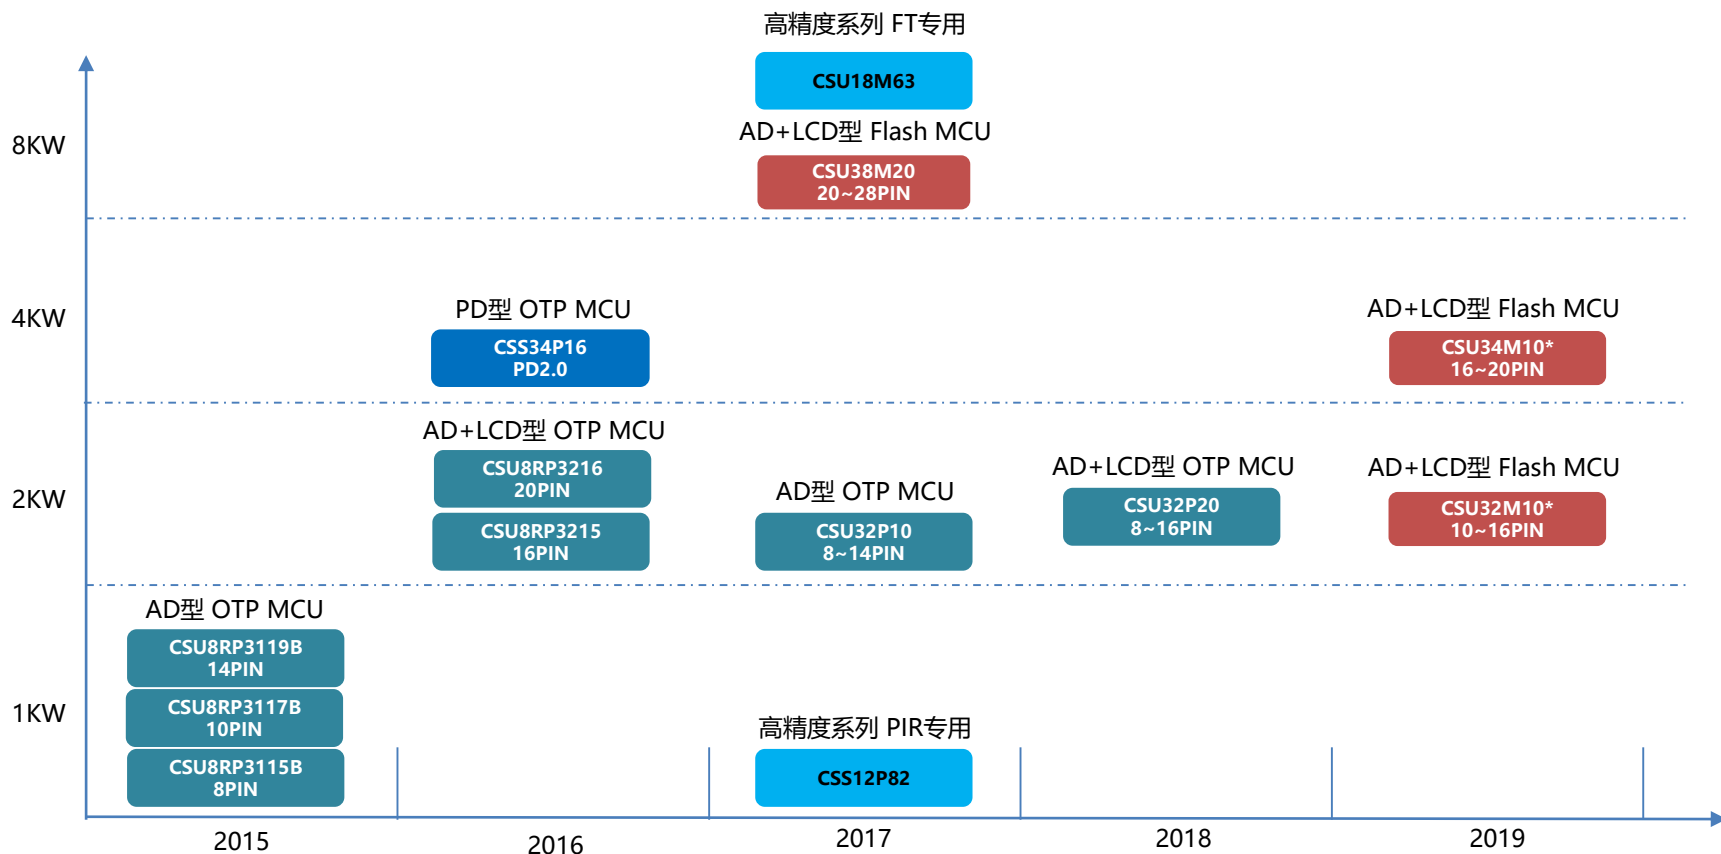 高精度系列 FT专用
CSU18M63
8KW
AD+LCD型 Flash MCU
CSU38M20
20~28PIN
4KW
PD型 OTP MCU
CSS34P16
PD2.0
AD+LCD型 Flash MCU
CSU34M10*
16~20PIN
2KW
AD+LCD型 OTP MCU
CSU8RP3216
20PIN
CSU8RP3215
16PIN
AD型 OTP MCU
CSU32P10
8~14PIN
AD+LCD型 OTP MCU
CSU32P20
8~16PIN
AD+LCD型 Flash MCU
CSU32M10*
10~16PIN
1KW
AD型 OTP MCU
CSU8RP3119B
14PIN
CSU8RP3117B
10PIN
CSU8RP3115B
8PIN
高精度系列 PIR专用
CSS12P82
2015
2016
2017
2018
2019